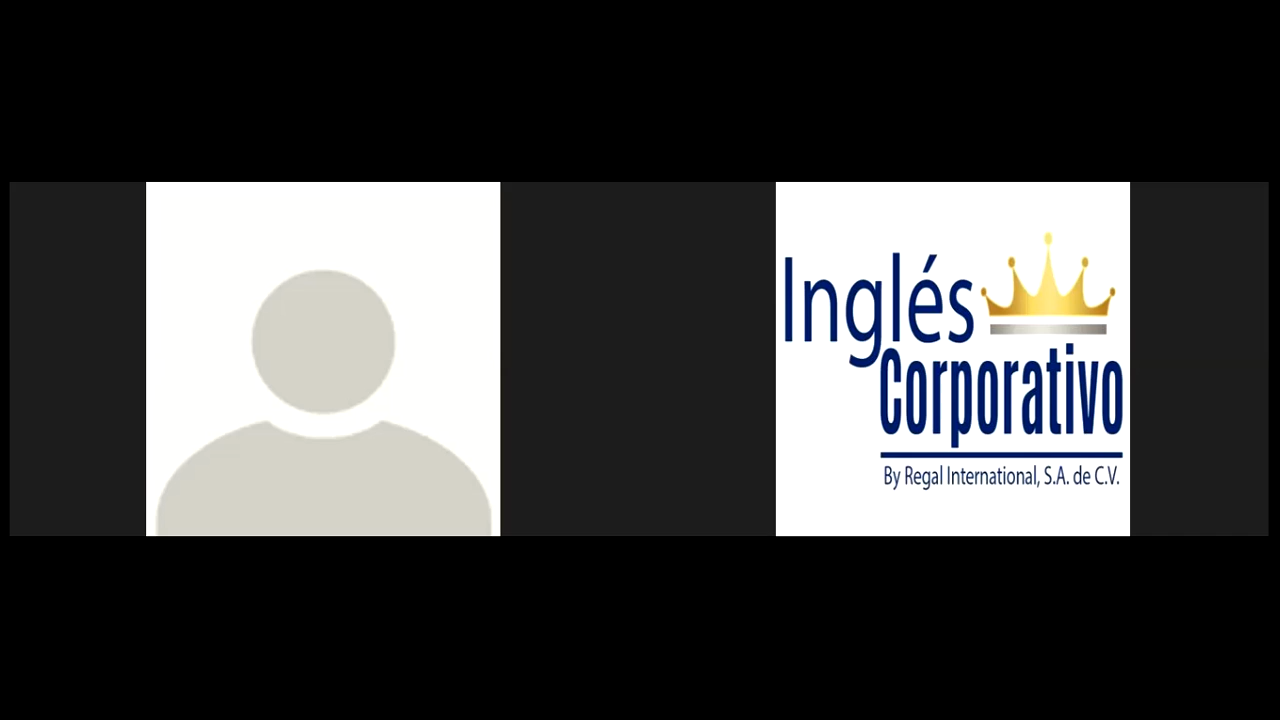 Inglés
Corporativo
By Regal International, S.A. de C.V.